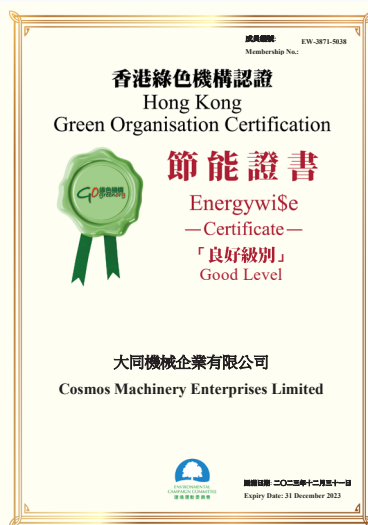 成員編號:
EW-3871-5038
Membership No.:
香港綠色機構認證
Hong Kong
Green Organisation Certification
綠色機構
節能證書
Energywi$e
—Certificate—
「良好級別」
Good Level
大同機械企業有限公司
Cosmos Machinery Enterprises Limited
ENVIRONMENTAL
CAMPAIGN COMMITTEE
環境運動委員會
屆滿日期: 二〇二三年十二月三十一日
Expiry Date: 31 December 2023